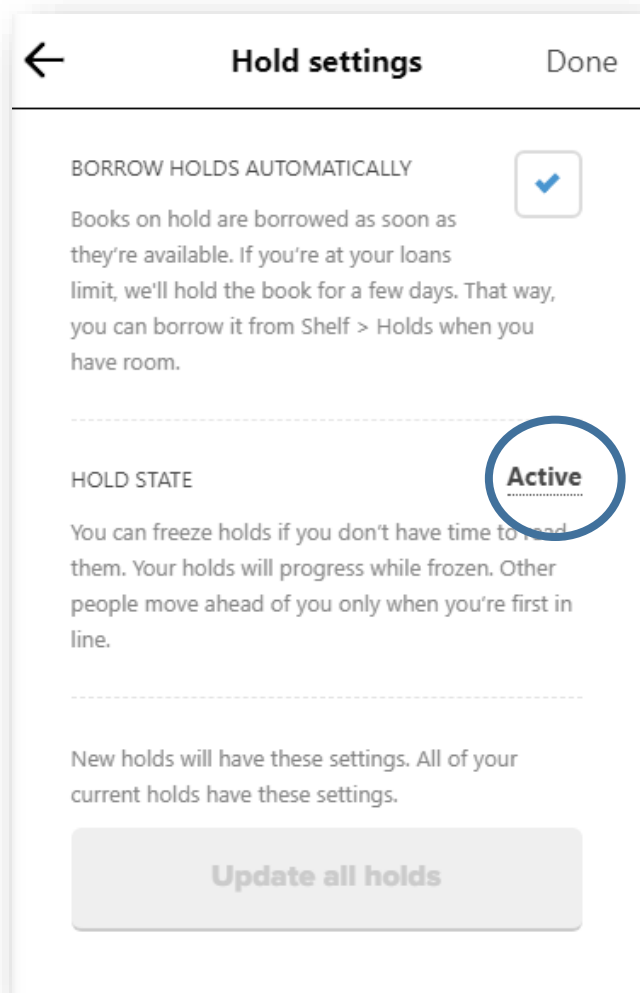 Hold settings Done
BORROW HOLDS AUTOMATICALLY
Books on hold are borrowed as soon as
they're available. If you're at your loans
limit, we'll hold the book for a few days. That way,
you can borrow it from Shelf > Holds when you
have room.
HOLD STATE Active
You can freeze holds if you don't have time to read
them. Your holds will progress while frozen. Other
people move ahead of you only when you're first in
line.
New holds will have these settings. All of your
current holds have these settings.
Update all holds